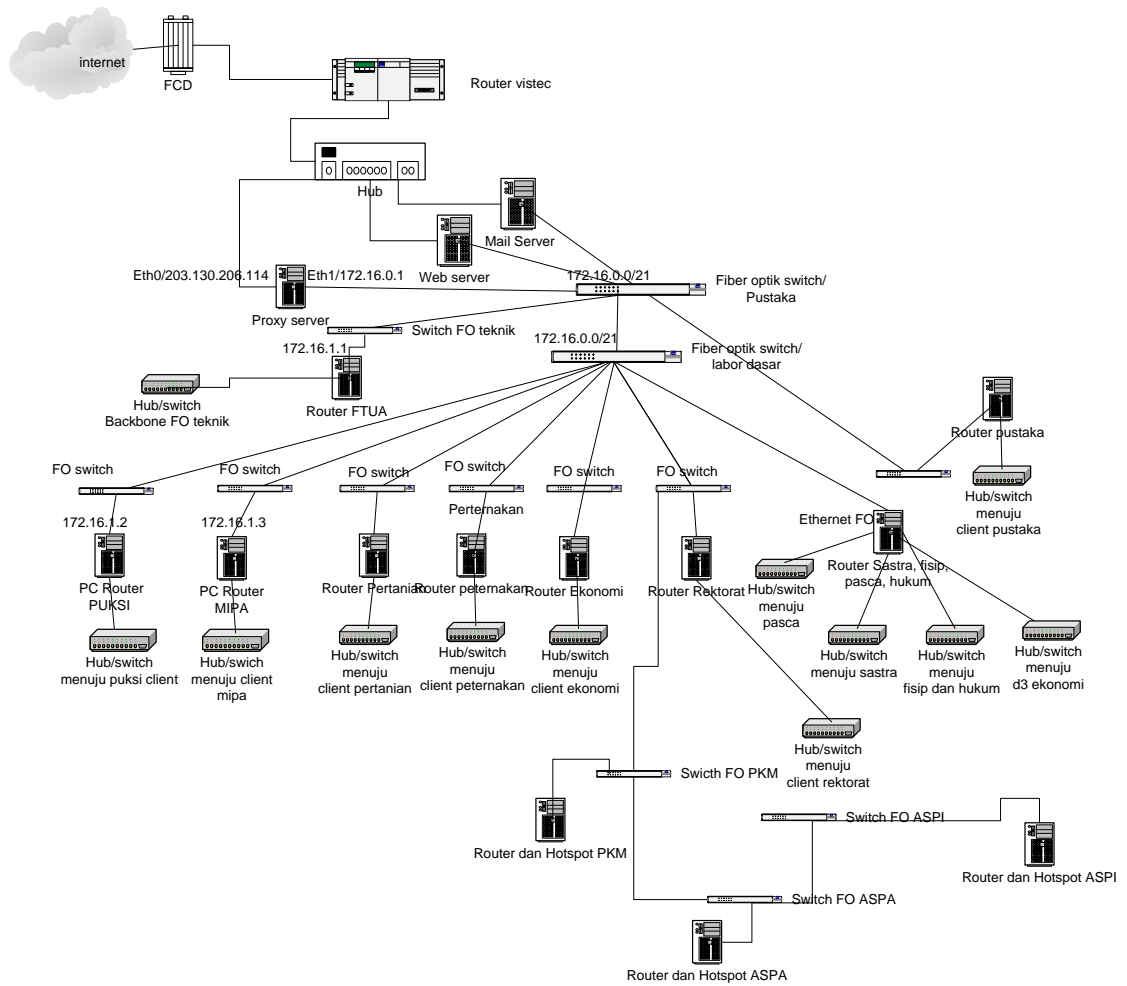 internet
FCD
Router vistec
Hub
Mail Server
Web server
Eth0/203.130.206.114
Eth1/172.16.0.1
172.16.0.0/21
Fiber optik switch/
Pustaka
Proxy server
Switch FO teknik
172.16.1.1
172.16.0.0/21
Fiber optik switch/
labor dasar
Hub/switch
Backbone FO teknik
Router FTUA
Router pustaka
FO switch
FO switch
FO switch
FO switch
Perternakan
FO switch
FO switch
Hub/switch
menuju
client pustaka
172.16.1.2
172.16.1.3
Ethernet FO
PC Router
PUKSI
PC Router
MIPA
Router Pertanian
Router peternakan
Router Ekonomi
Router Rektorat
Hub/switch
menuju
pasca
Router Sastra, fisip,
pasca, hukum
Hub/switch
menuju puksi client
Hub/swich
menuju client
mipa
Hub/switch
menuju
client pertanian
Hub/switch
menuju
client peternakan
Hub/switch
menuju
client ekonomi
Hub/switch
menuju sastra
Hub/switch
menuju
fisip dan hukum
Hub/switch
menuju
d3 ekonomi
Hub/switch
menuju
client rektorat
Swicth FO PKM
Switch FO ASPI
Router dan Hotspot PKM
Router dan Hotspot ASPI
Switch FO ASPA
Router dan Hotspot ASPA